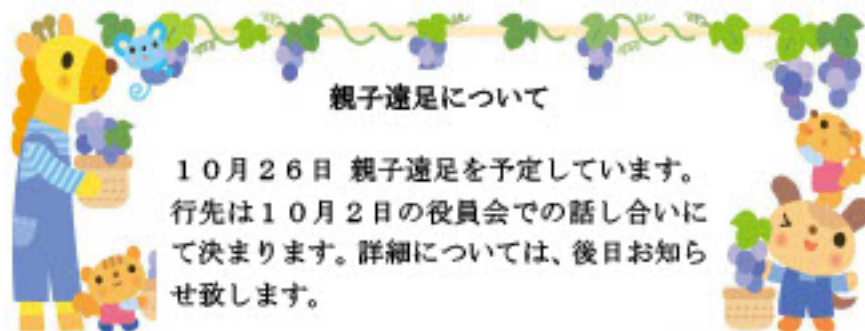 親子遠足について
１０月２６日 親子遠足を予定しています。
行先は１０月２日の役員会での話し合いに
て決まります。詳細については、後日お知ら
せ致します。